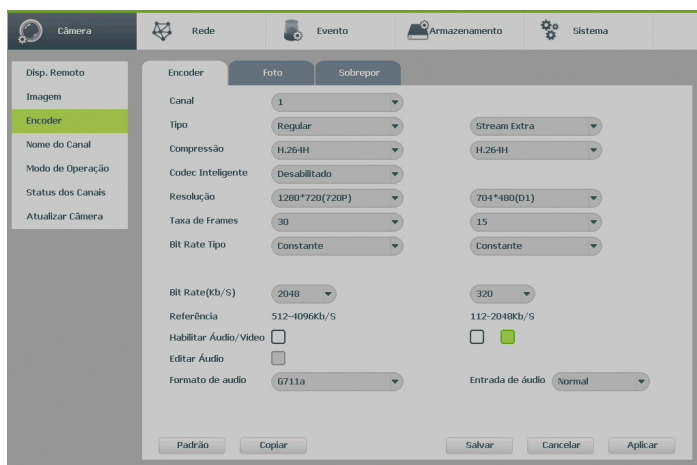 Câmera
Rede
Evento
Armazenamento
Sistema
Disp. Remoto
Imagem
Encoder
Nome do Canal
Modo de Operação
Status dos Canais
Atualizar Câmera
Encoder
Foto
Sobrepor
Canal 1
Tipo Regular Stream Extra
Compressão H.264H H.264H
Codec Inteligente Desabilitado
Resolução 1280*720(720P) 704*480(D1)
Taxa de Frames 30 15
Bit Rate Tipo Constante Constante
Bit Rate(Kb/S) 2048 320
Referência 512-4096Kb/S 112-2048Kb/S
Habilitar Áudio/Video
Editar Áudio
Formato de audio G711a Entrada de áudio Normal
Padrão Copiar Salvar Cancelar Aplicar